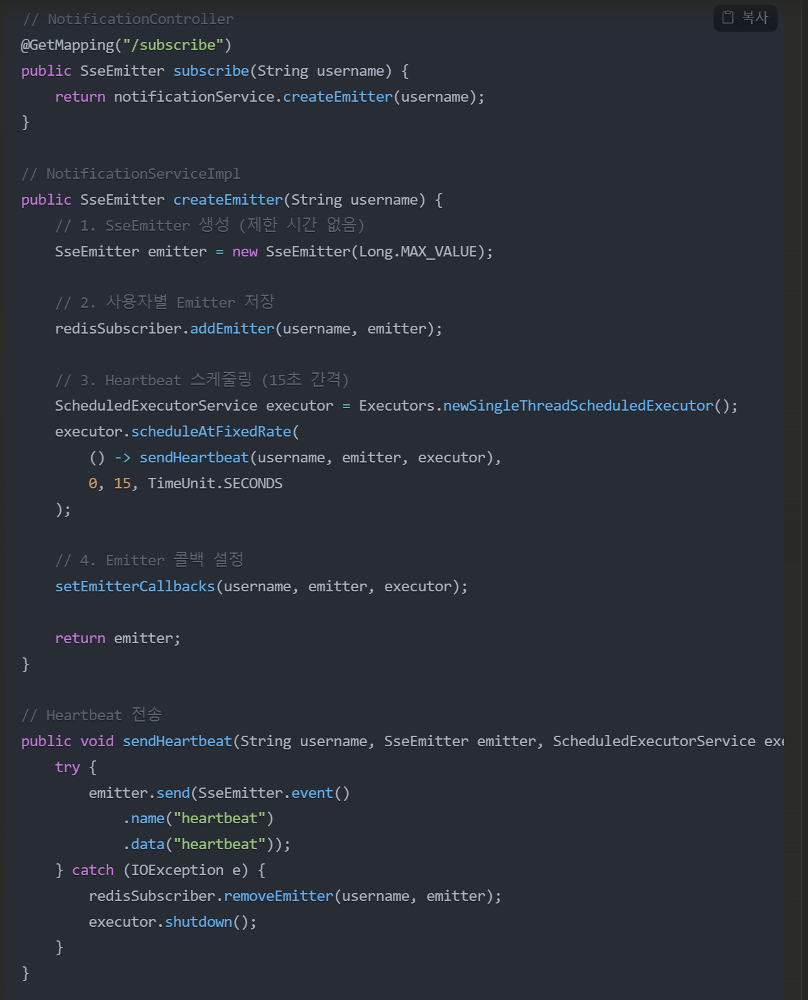 // NotificationController
복사
@GetMapping("/subscribe")
public SseEmitter subscribe(String username) {
    return notificationService.createEmitter(username);
}
// NotificationServiceImpl
public SseEmitter createEmitter(String username) {
    // 1. SseEmitter 생성 (제한 시간 없음)
    SseEmitter emitter = new SseEmitter(Long.MAX_VALUE);
    // 2. 사용자별 Emitter 저장
    redisSubscriber.addEmitter(username, emitter);
    // 3. Heartbeat 스케줄링 (15초 간격)
    ScheduledExecutorService executor = Executors.newSingleThreadScheduledExecutor();
    executor.scheduleAtFixedRate(
        () -> sendHeartbeat(username, emitter, executor),
        0, 15, TimeUnit.SECONDS
    );
    // 4. Emitter 콜백 설정
    setEmitterCallbacks(username, emitter, executor);
    return emitter;
}
// Heartbeat 전송
public void sendHeartbeat(String username, SseEmitter emitter, ScheduledExecutorService
    try {
        emitter.send(SseEmitter.event()
            .name("heartbeat")
            .data("heartbeat"));
    } catch (IOException e) {
        redisSubscriber.removeEmitter(username, emitter);
        executor.shutdown();
    }
}